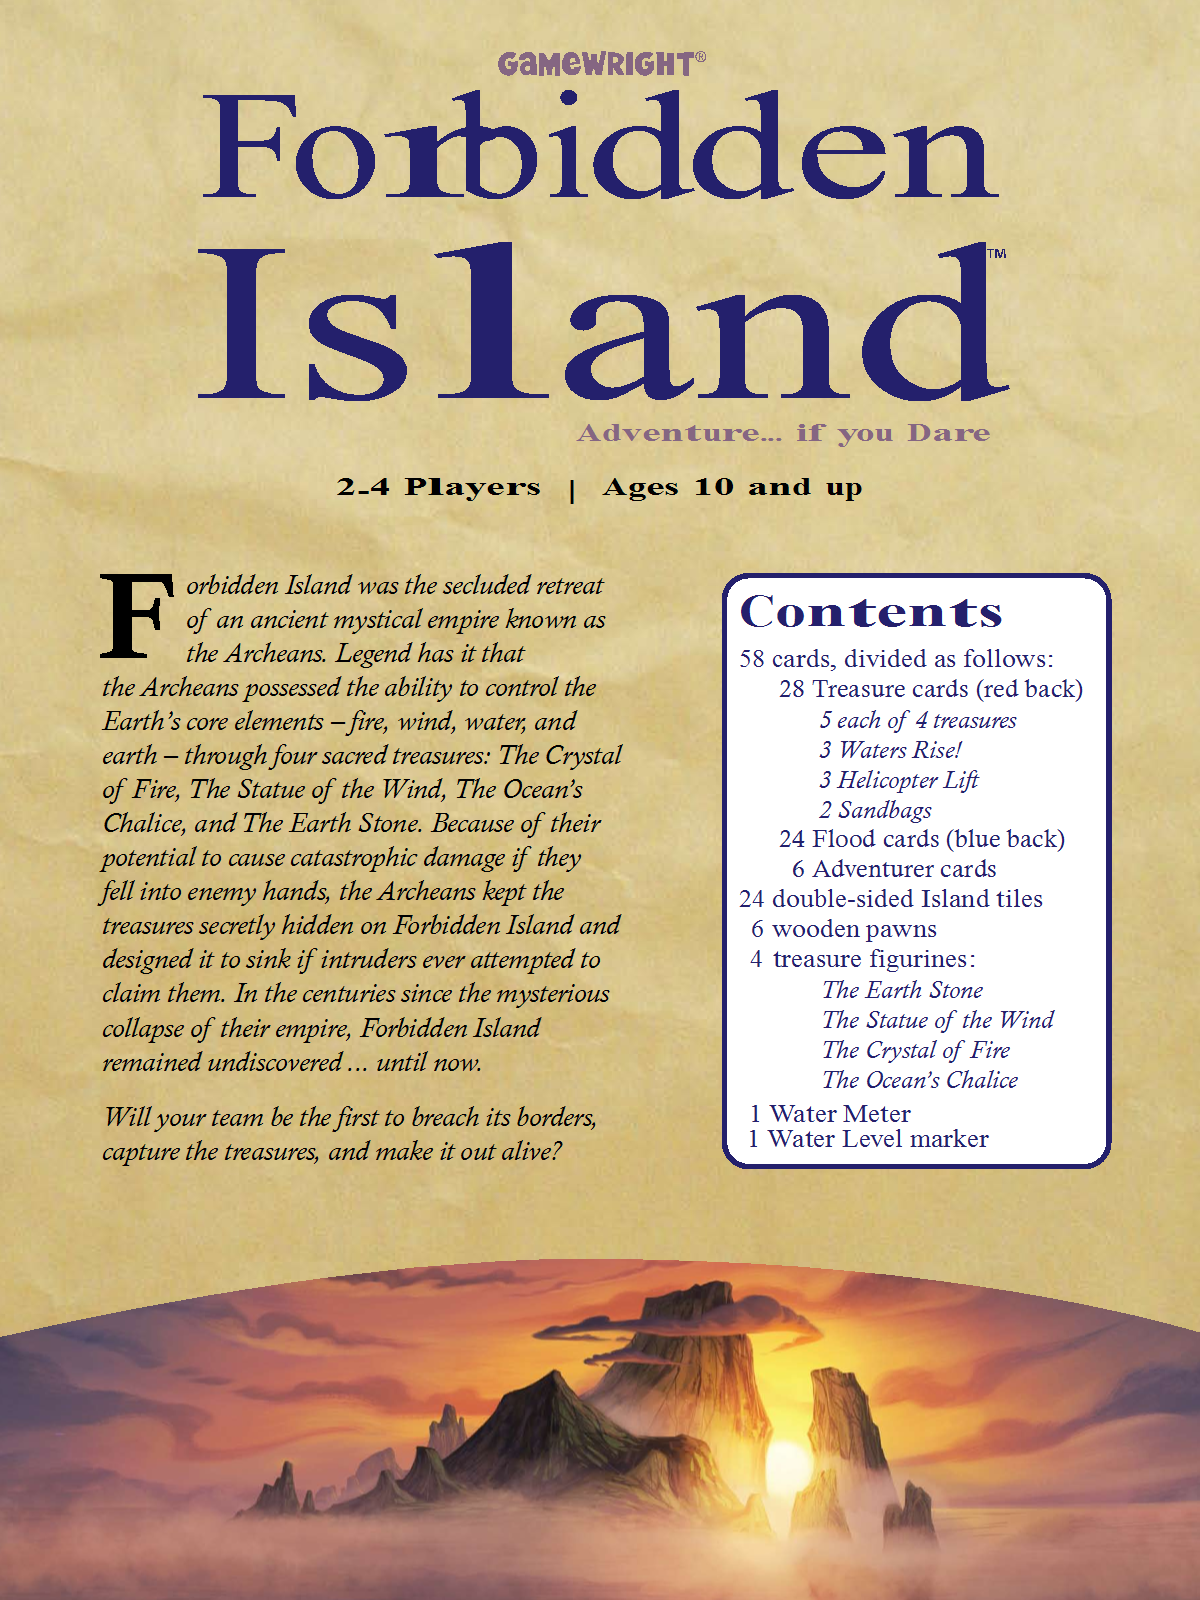 GAMEWRIGHT®
Forbidden
Island™
Adventure... if you Dare
2-4 Players | Ages 10 and up
Forbidden Island was the secluded retreat
of an ancient mystical empire known as
the Archeans. Legend has it that
the Archeans possessed the ability to control the
Earth's core elements – fire, wind, water, and
earth – through four sacred treasures: The Crystal
of Fire, The Statue of the Wind, The Ocean's
Chalice, and The Earth Stone. Because of their
potential to cause catastrophic damage if they
fell into enemy hands, the Archeans kept the
treasures secretly hidden on Forbidden Island and
designed it to sink if intruders ever attempted to
claim them. In the centuries since the mysterious
collapse of their empire, Forbidden Island
remained undiscovered ... until now.
Will your team be the first to breach its borders,
capture the treasures, and make it out alive?
Contents
58 cards, divided as follows:
28 Treasure cards (red back)
5 each of 4 treasures
3 Waters Rise!
3 Helicopter Lift
2 Sandbags
24 Flood cards (blue back)
6 Adventurer cards
24 double-sided Island tiles
6 wooden pawns
4 treasure figurines:
The Earth Stone
The Statue of the Wind
The Crystal of Fire
The Ocean's Chalice
1 Water Meter
1 Water Level marker